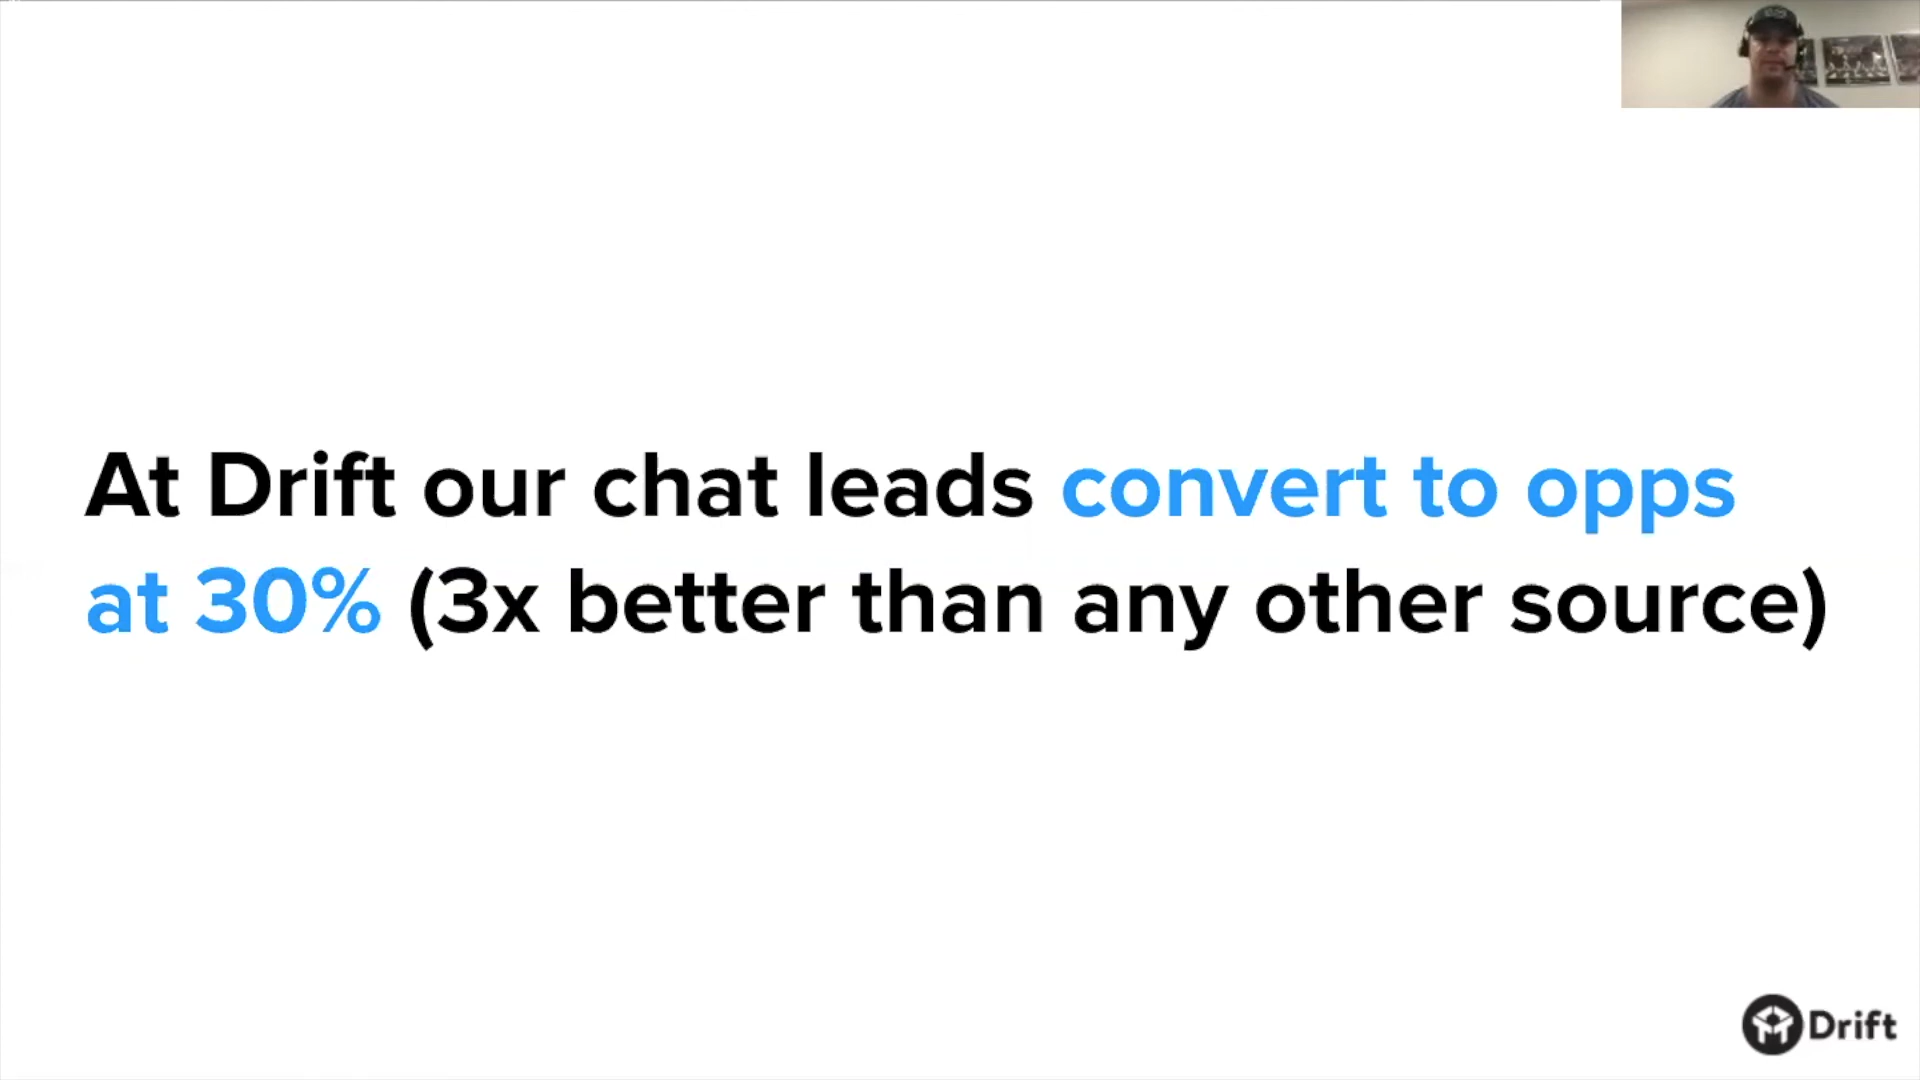 At Drift our chat leads convert to opps
at 30% (3x better than any other source)
Drift